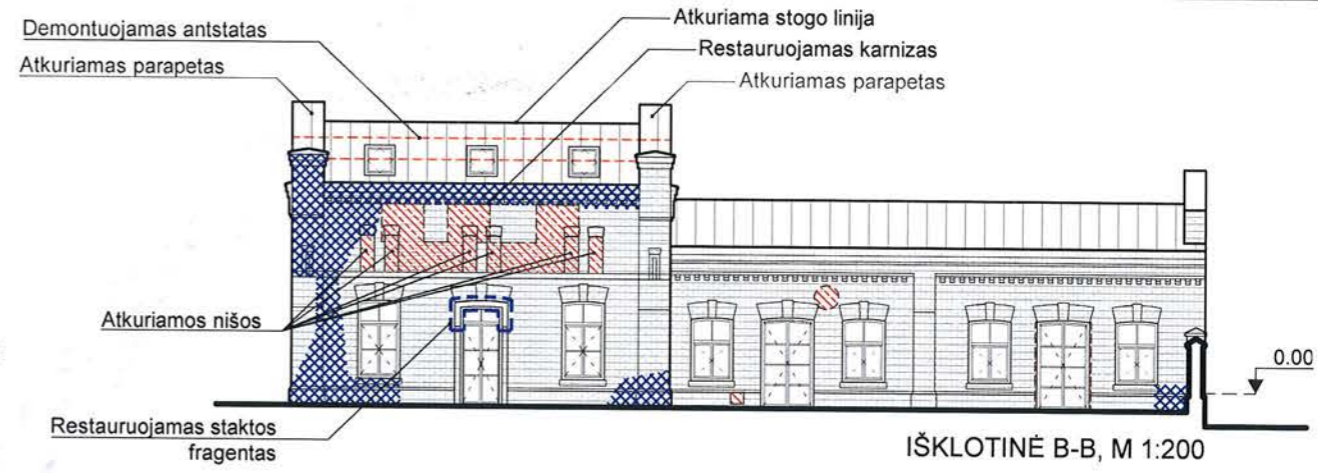 Demontuojamas antstatas
Atkuriamas parapetas
Atkuriama stogo linija
Restauruojamas karnizas
Atkuriamas parapetas
Atkuriamos nišos
Restauruojamas staktos
fragentas
0.00
IŠKLOTINĖ B-B, M 1:200